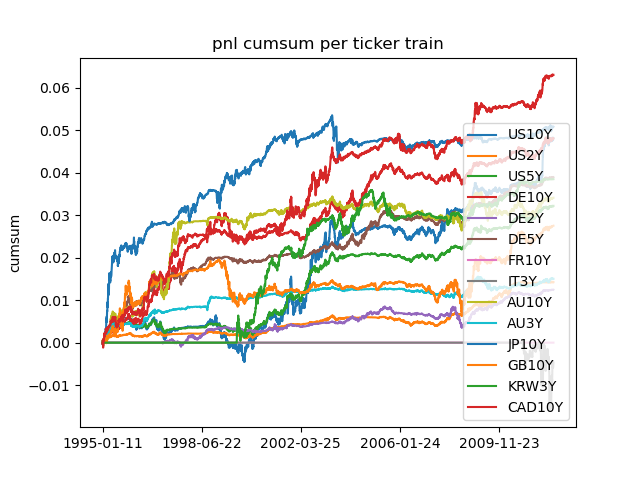 pnl cumsum per ticker train
cumsum
0.06
0.05
0.04
0.03
0.02
0.01
0.00
−0.01
1995-01-11
1998-06-22
2002-03-25
2006-01-24
2009-11-23
US10Y
US2Y
US5Y
DE10Y
DE2Y
DE5Y
FR10Y
IT3Y
AU10Y
AU3Y
JP10Y
GB10Y
KRW3Y
CAD10Y